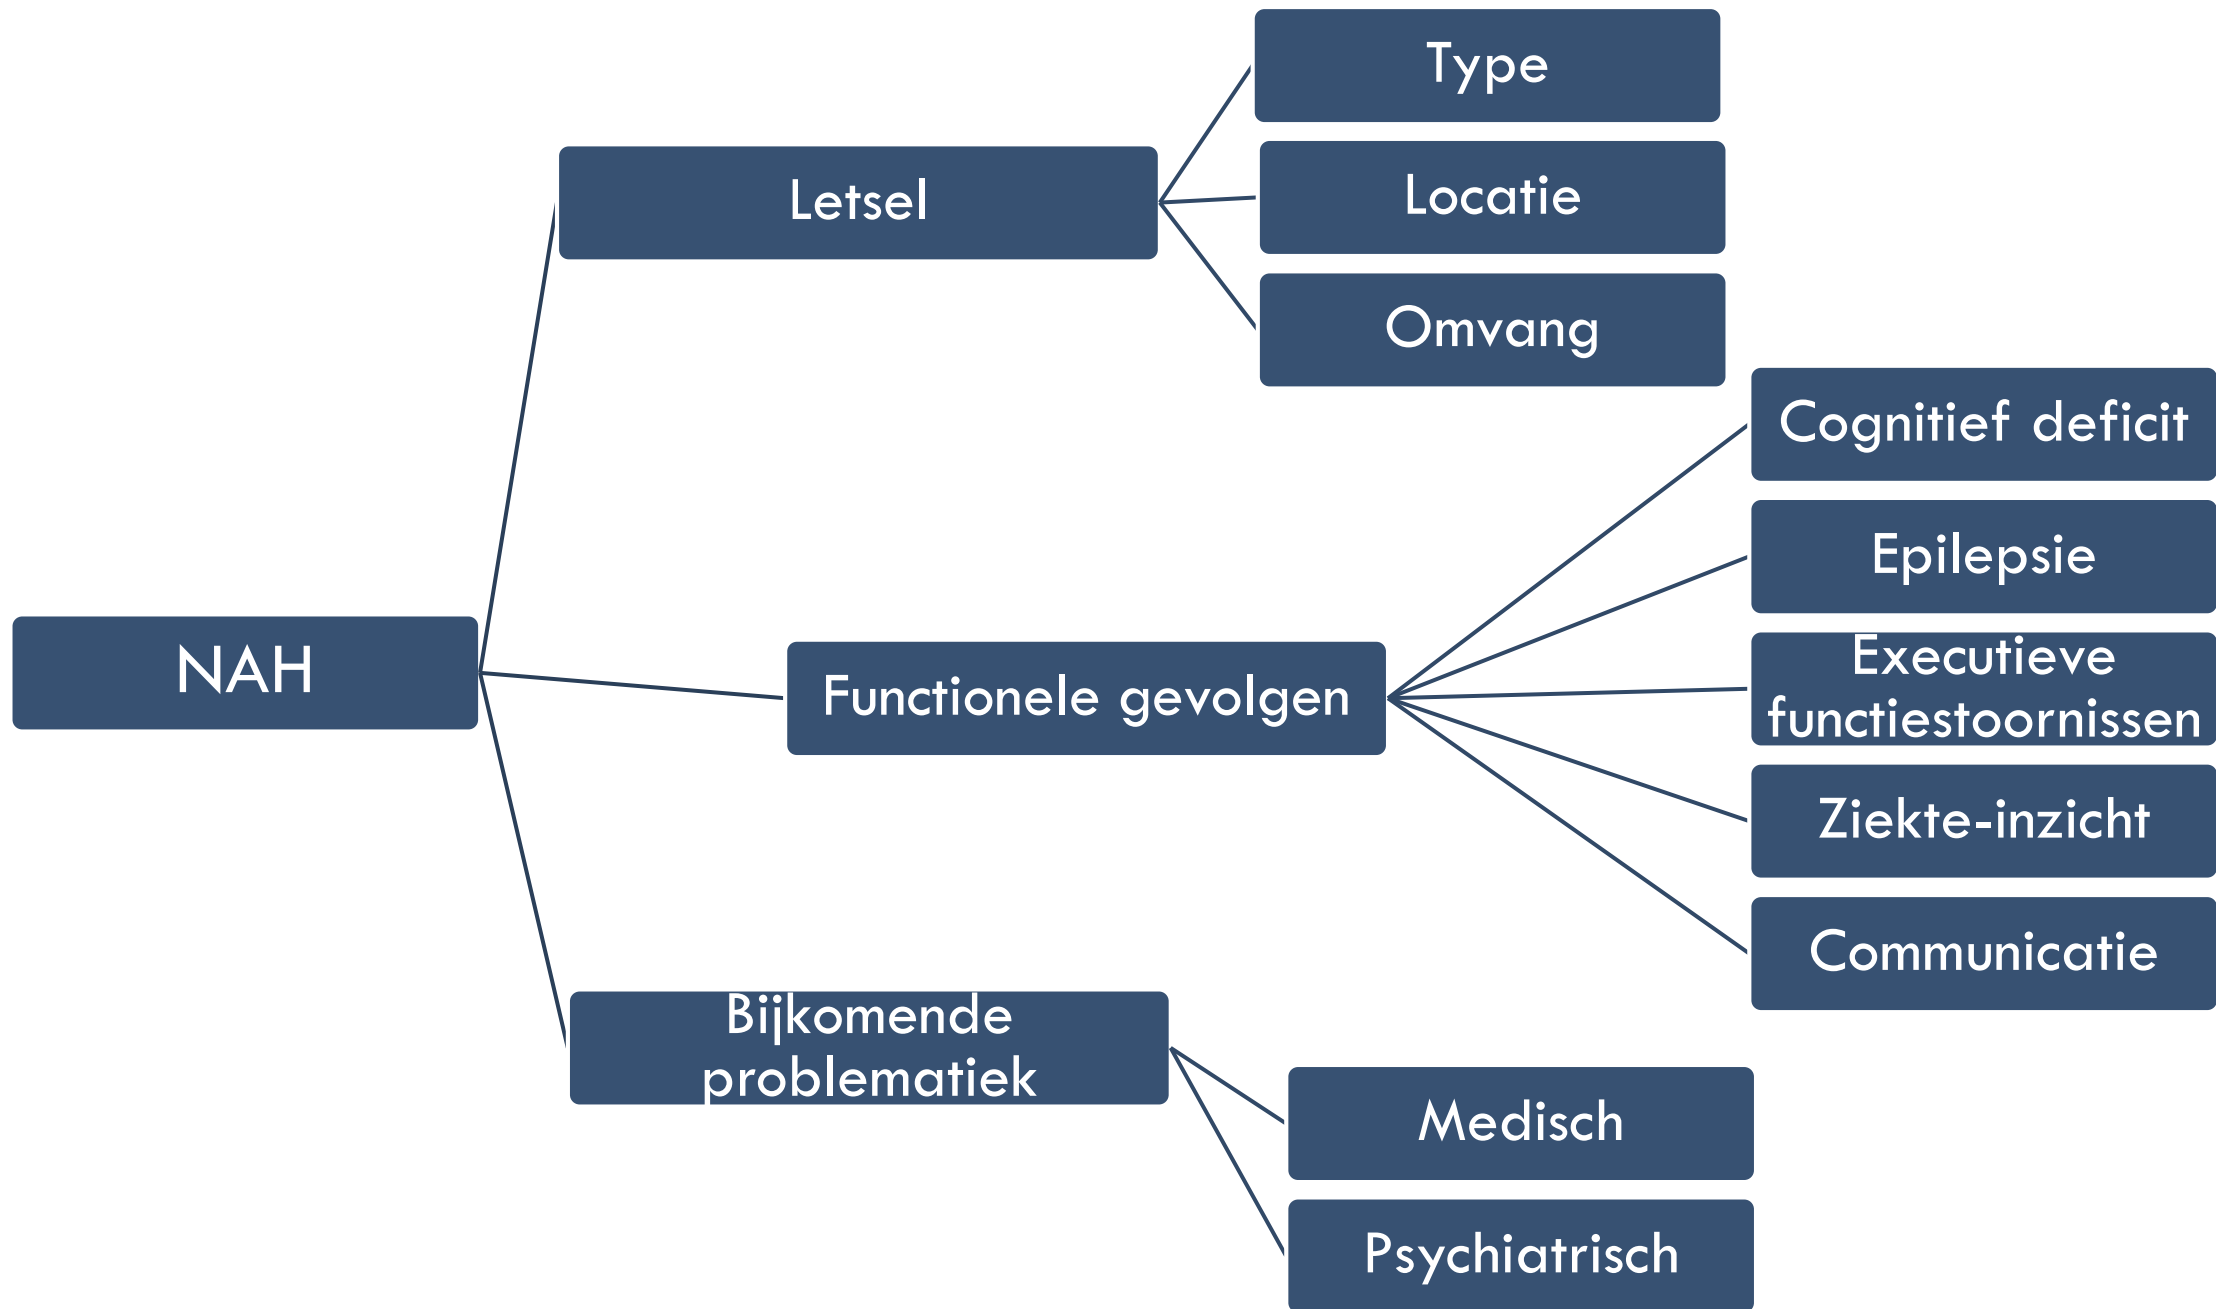 NAH
Letsel
Type
Locatie
Omvang
Functionele gevolgen
Cognitief deficit
Epilepsie
Executieve
functiestoornissen
Ziekte-inzicht
Communicatie
Bijkomende
problematiek
Medisch
Psychiatrisch